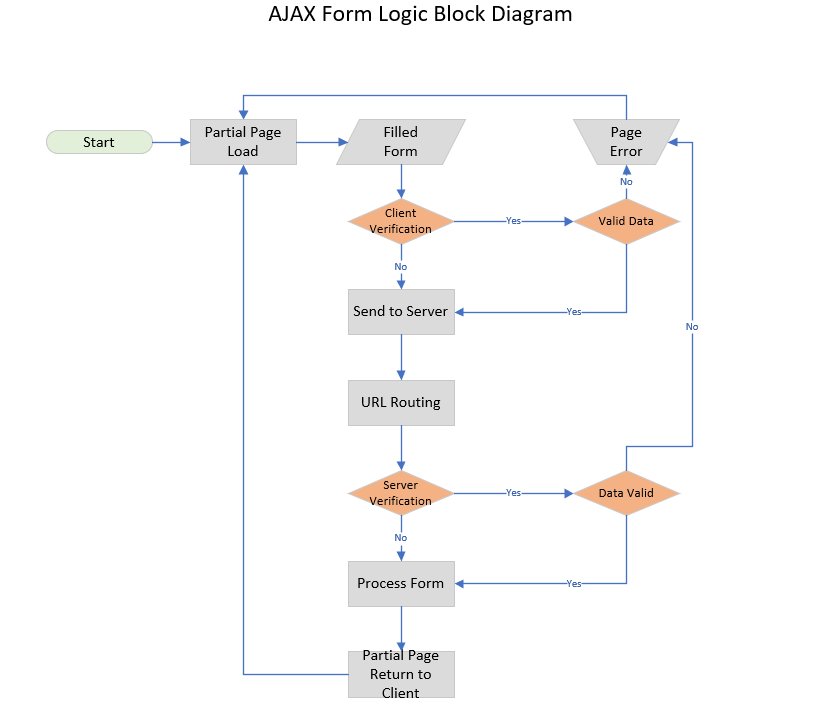 AJAX Form Logic Block Diagram
Start
Partial Page
Load
Filled
Form
Page
Error
No
Client
Verification
Yes
Valid Data
No
Send to Server
Yes
No
URL Routing
Server
Verification
Yes
Data Valid
No
Process Form
Yes
Partial Page
Return to
Client